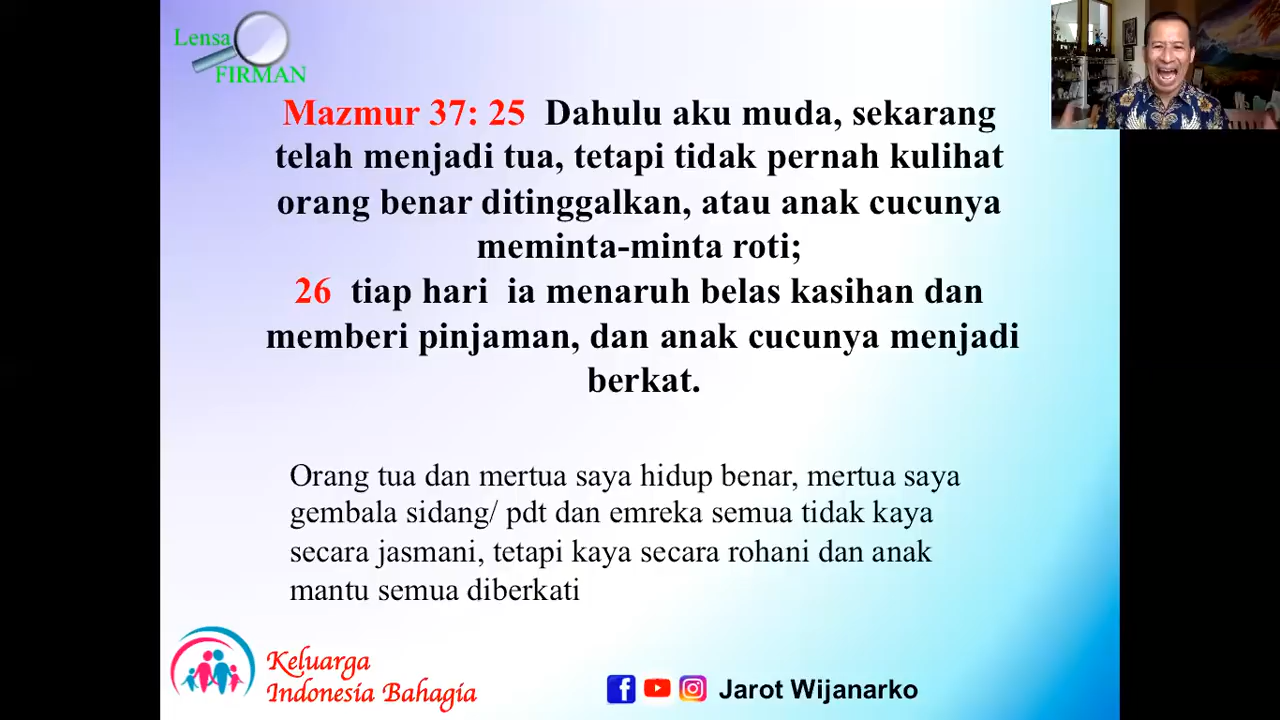 Lensa
FIRMAN
Mazmur 37: 25 Dahulu aku muda, sekarang
telah menjadi tua, tetapi tidak pernah kulihat
orang benar ditinggalkan, atau anak cucunya
meminta-minta roti;
26 tiap hari ia menaruh belas kasihan dan
memberi pinjaman, dan anak cucunya menjadi
berkat.
Orang tua dan mertua saya hidup benar, mertua saya
gembala sidang/ pdt dan emreka semua tidak kaya
secara jasmani, tetapi kaya secara rohani dan anak
mantu semua diberkati
Keluarga
Indonesia Bahagia
Jarot Wijanarko